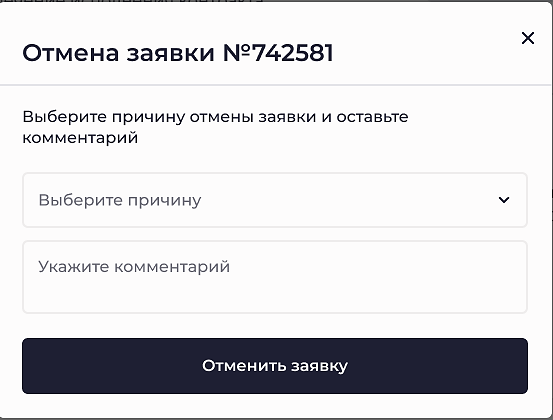 Отмена заявки №742581
Выберите причину отмены заявки и оставьте
комментарий
Выберите причину
Укажите комментарий
Отменить заявку